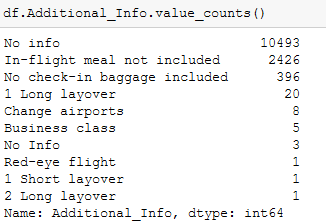 df.Additional_Info.value_counts()
No info 10493
In-flight meal not included 2426
No check-in baggage included 396
1 Long layover 20
Change airports 8
Business class 5
No Info 3
Red-eye flight 1
1 Short layover 1
2 Long layover 1
Name: Additional_Info, dtype: int64